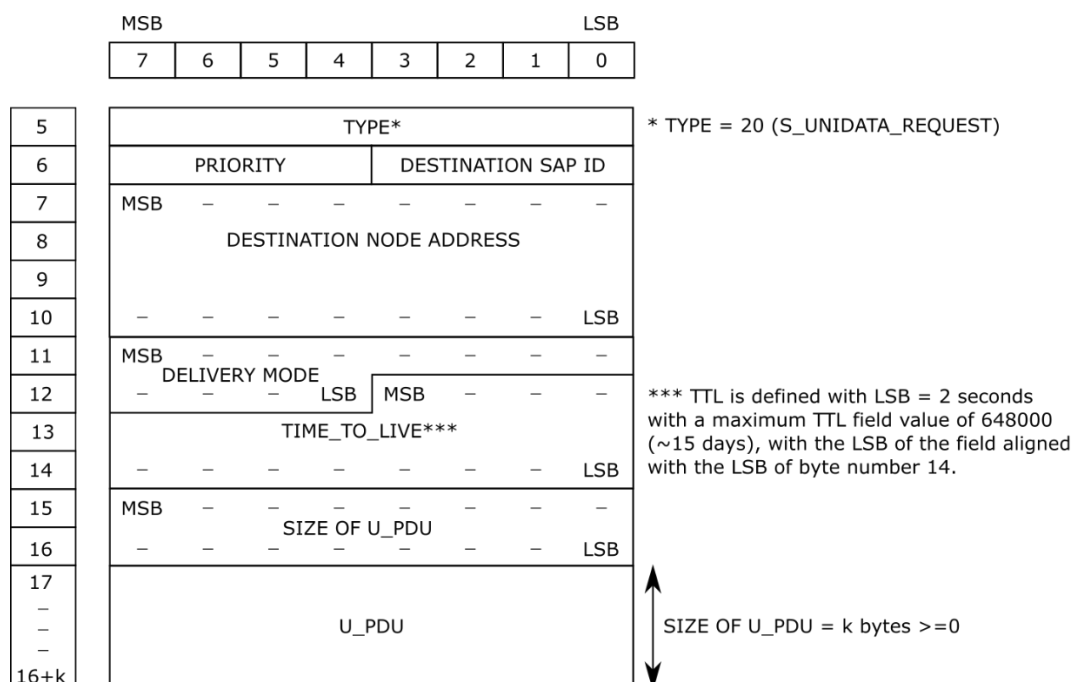 MSB LSB
7 6 5 4 3 2 1 0
5 TYPE* * TYPE = 20 (S_UNIDATA_REQUEST)
6 PRIORITY DESTINATION SAP ID
7 MSB – – – – – – –
8 DESTINATION NODE ADDRESS
9
10 – – – – – – – LSB
11 MSB – – – – – – –
DELIVERY MODE
12 – – – LSB MSB – – – *** TTL is defined with LSB = 2 seconds
13 TIME_TO_LIVE*** with a maximum TTL field value of 648000
(~15 days), with the LSB of the field aligned
14 – – – – – – – LSB with the LSB of byte number 14.
15 MSB – – – – – – –
SIZE OF U_PDU
16 – – – – – – – LSB
17
–
– U_PDU SIZE OF U_PDU = k bytes >=0
–
16+k